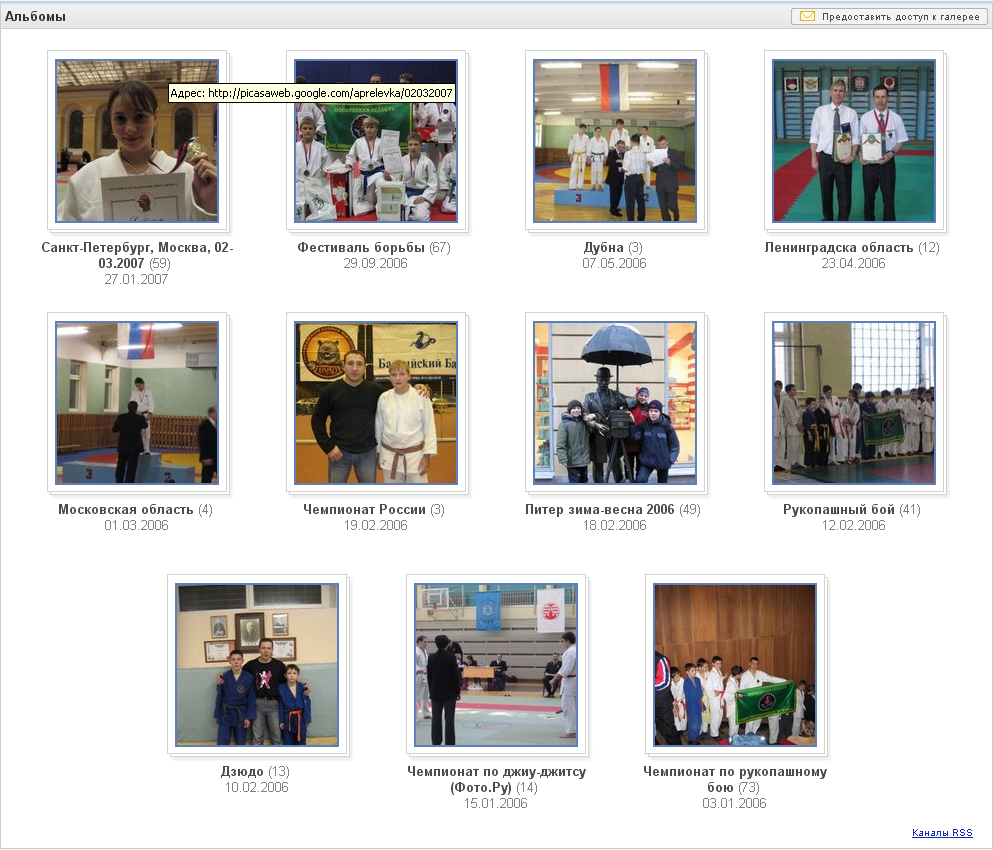 Альбомы
Предоставить доступ к галерее
Адрес: http://picasaweb.google.com/aprelevka/02032007
Санкт-Петербург, Москва, 02-
03.2007 (59)
27.01.2007
Фестиваль борьбы (67)
29.09.2006
Дубна (3)
07.05.2006
Ленинградска область (12)
23.04.2006
Московская область (4)
01.03.2006
Чемпионат России (3)
19.02.2006
Питер зима-весна 2006 (49)
18.02.2006
Рукопашный бой (41)
12.02.2006
Дзюдо (13)
10.02.2006
Чемпионат по джиу-джитсу
(Фото.Ру) (14)
15.01.2006
Чемпионат по рукопашному
бою (73)
03.01.2006
Каналы RSS